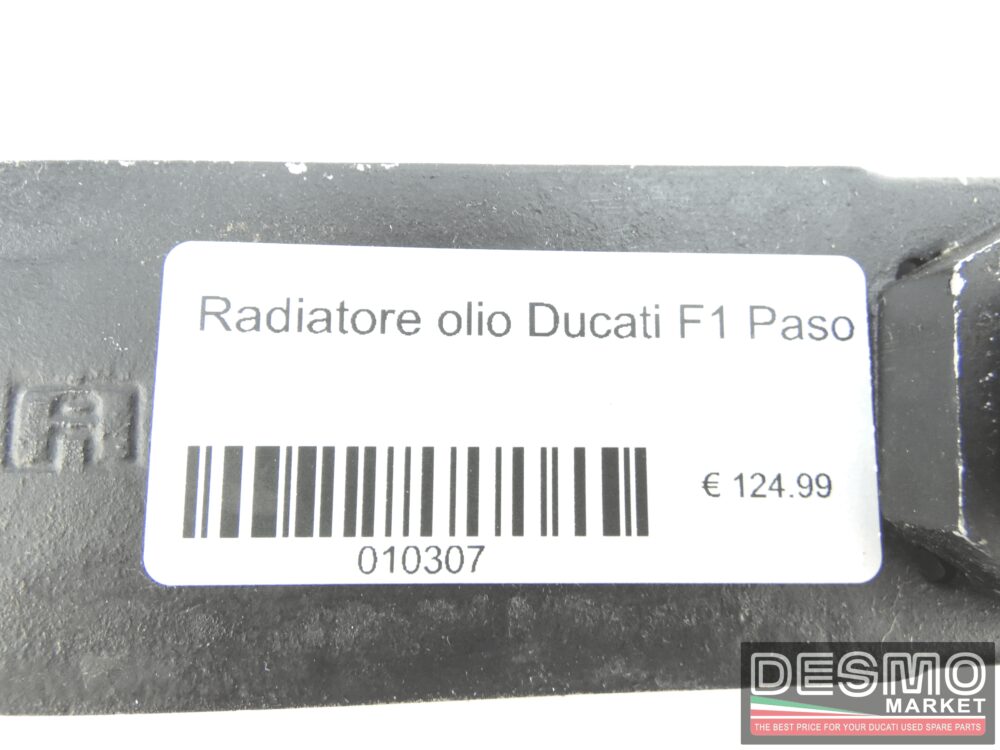 Radiatore olio Ducati F1 Paso
€ 124.99
010307
DESMO
MARKET
THE BEST PRICE FOR YOUR DUCATI USED SPARE PARTS